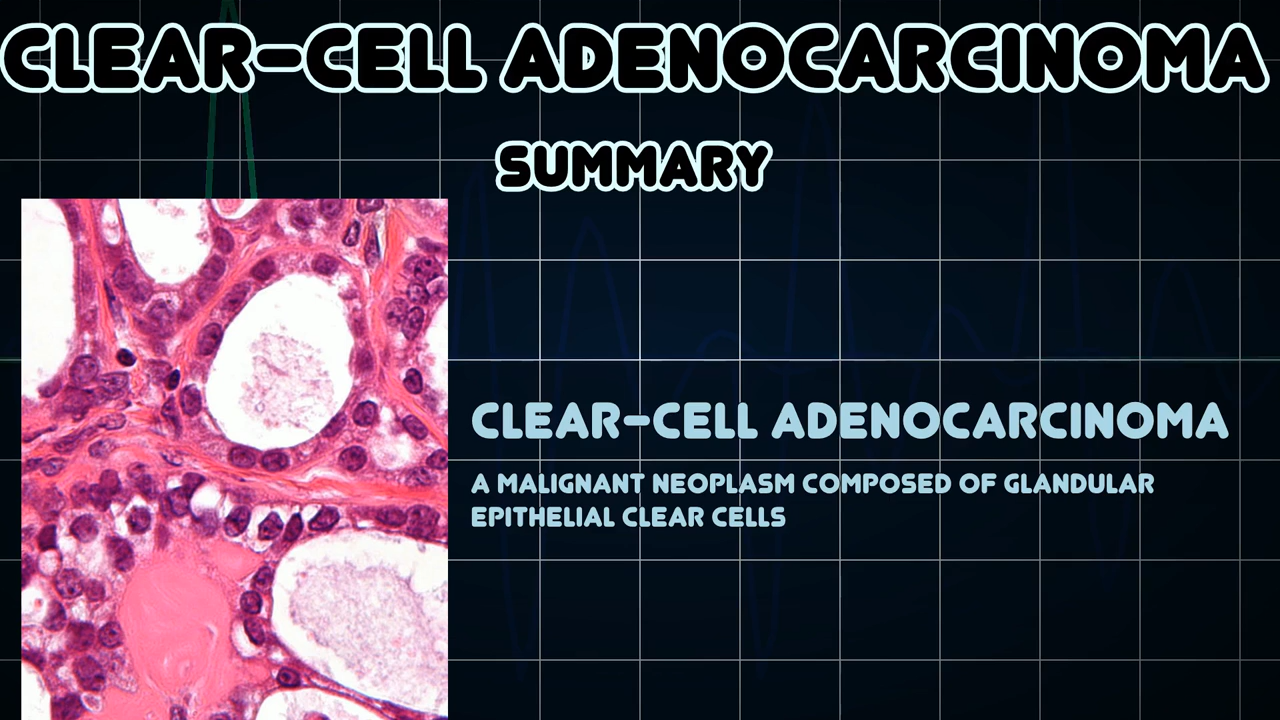 CLEAR-CELL ADENOCARCINOMA
SUMMARY
CLEAR-CELL ADENOCARCINOMA
A MALIGNANT NEOPLASM COMPOSED OF GLANDULAR
EPITHELIAL CLEAR CELLS